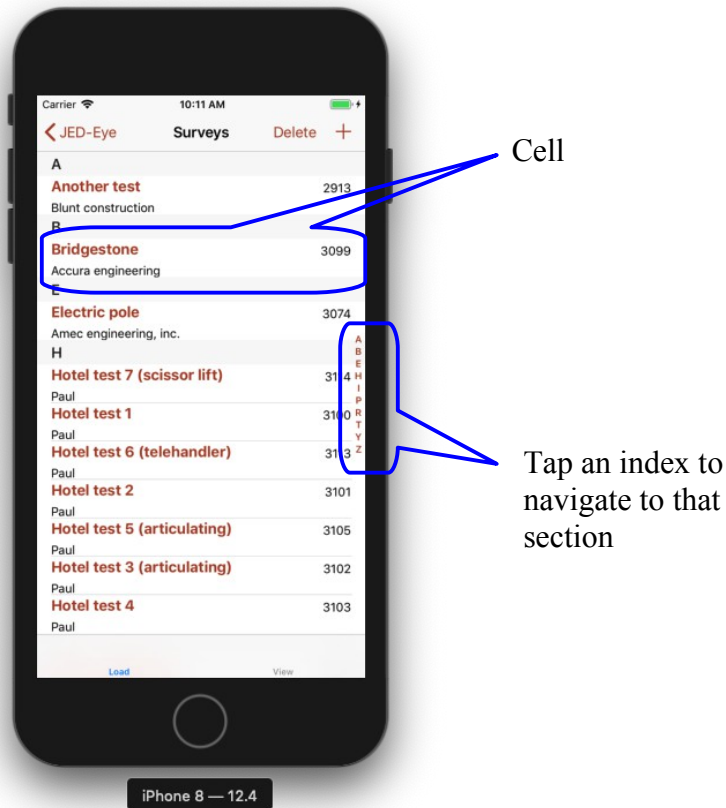 Carrier 10:11 AM
JED-Eye Surveys Delete +
A
Another test 2913
Blunt construction
B
Bridgestone 3099
Accura engineering
E
Electric pole 3074
Amec engineering, inc.
H
Hotel test 7 (scissor lift)
Paul
Hotel test 1
Paul
Hotel test 6 (telehandler)
Paul
Hotel test 2 3101
Paul
Hotel test 5 (articulating) 3105
Paul
Hotel test 3 (articulating) 3102
Paul
Hotel test 4 3103
Paul
A
B
E
H
I
P
R
T
Y
Z
Load View
iPhone 8 — 12.4
Cell
Tap an index to
navigate to that
section